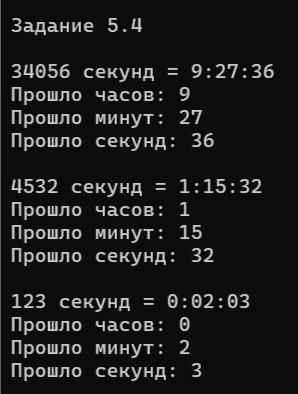 Задание 5.4
34056 секунд = 9:27:36
Прошло часов: 9
Прошло минут: 27
Прошло секунд: 36
4532 секунд = 1:15:32
Прошло часов: 1
Прошло минут: 15
Прошло секунд: 32
123 секунд = 0:02:03
Прошло часов: 0
Прошло минут: 2
Прошло секунд: 3